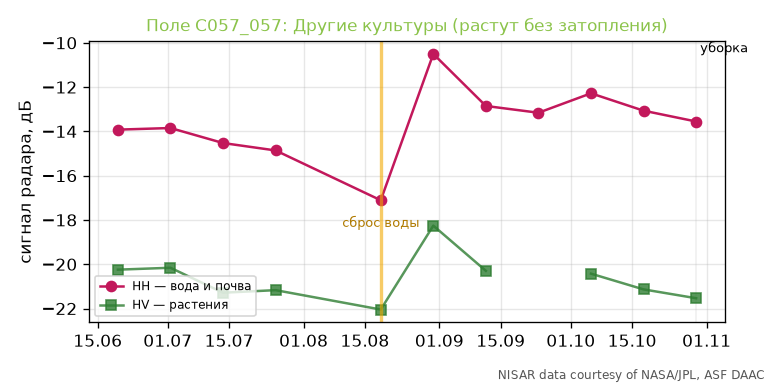 Поле C057_057: Другие культуры (растут без затопления)
−10
уборка
−12
−14
−16
−18
−20
−22
сигнал радара, дБ
сброс воды
HH — вода и почва
HV — растения
15.06 01.07 15.07 01.08 15.08 01.09 15.09 01.10 15.10 01.11
NISAR data courtesy of NASA/JPL, ASF DAAC